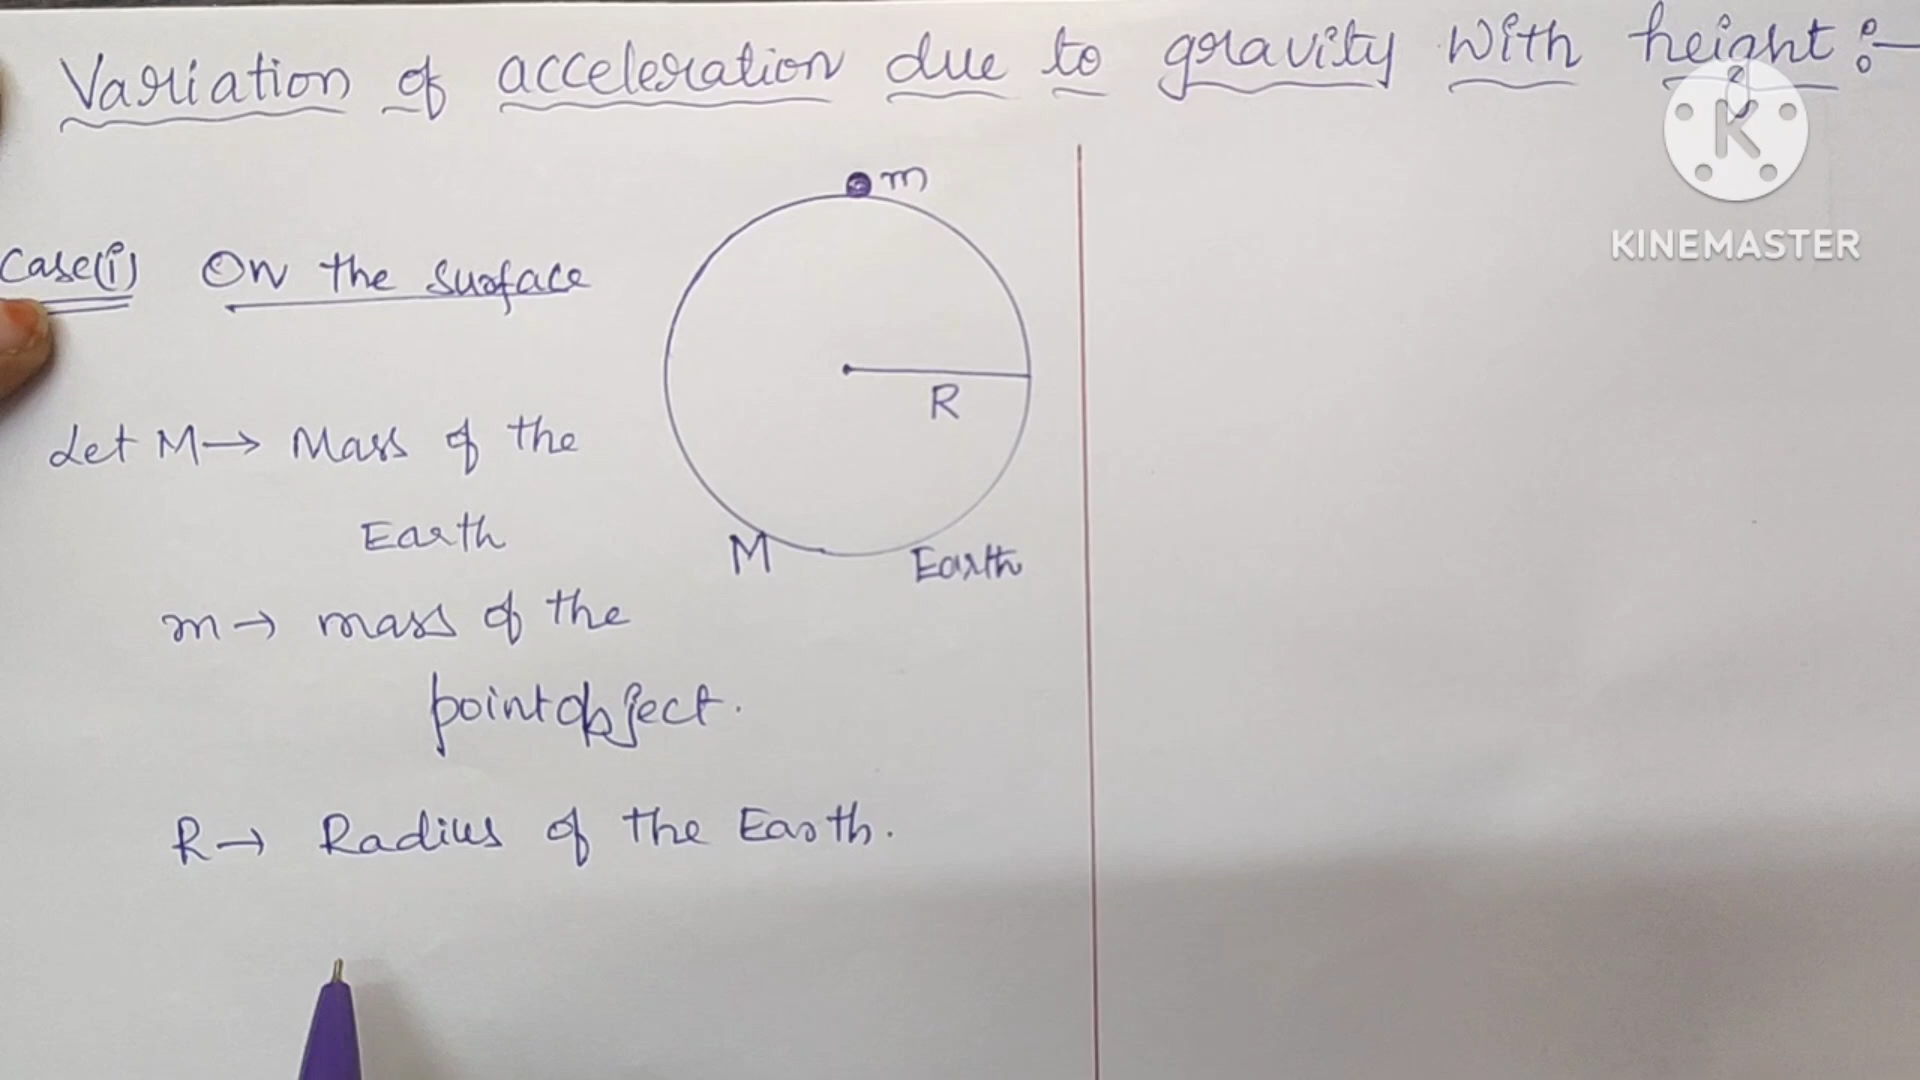 Variation of acceleration due to gravity with height :-
K
KINEMASTER
m
Case(i) On the surface
R
Let M → Mass of the
Earth
M Earth
m → mass of the
point object.
R → Radius of the Earth.